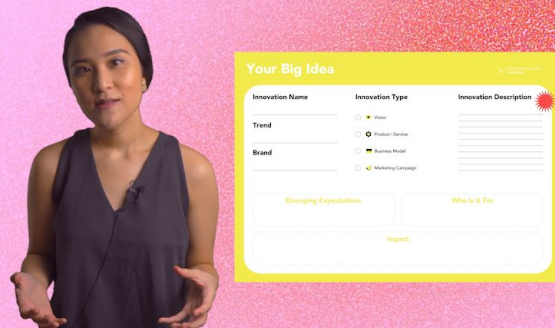 Your Big Idea
Innovation Name
Innovation Type
Innovation Description
Vision
Trend
Product / Service
Brand
Business Model
Marketing Campaign
Emerging Expectations
Who Is It For
Impact